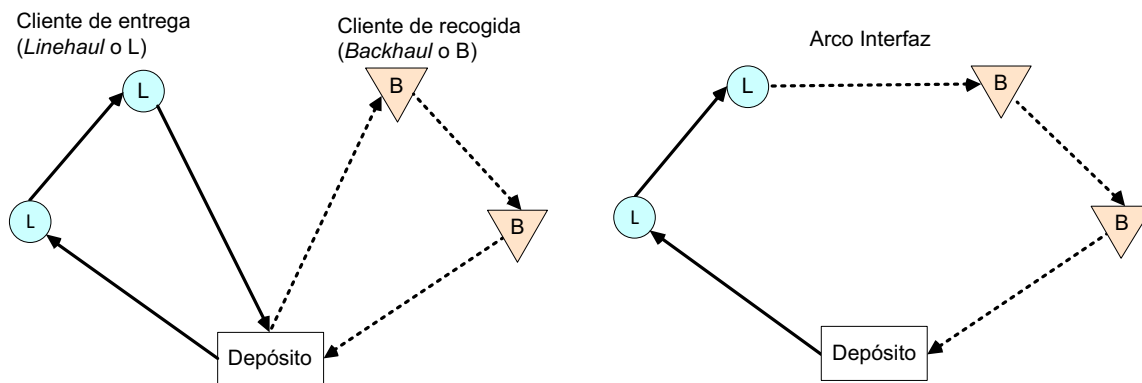 Cliente de entrega
(Linehaul o L)
Cliente de recogida
(Backhaul o B)
L
B
L
B
Depósito
Arco Interfaz
L
B
L
B
Depósito